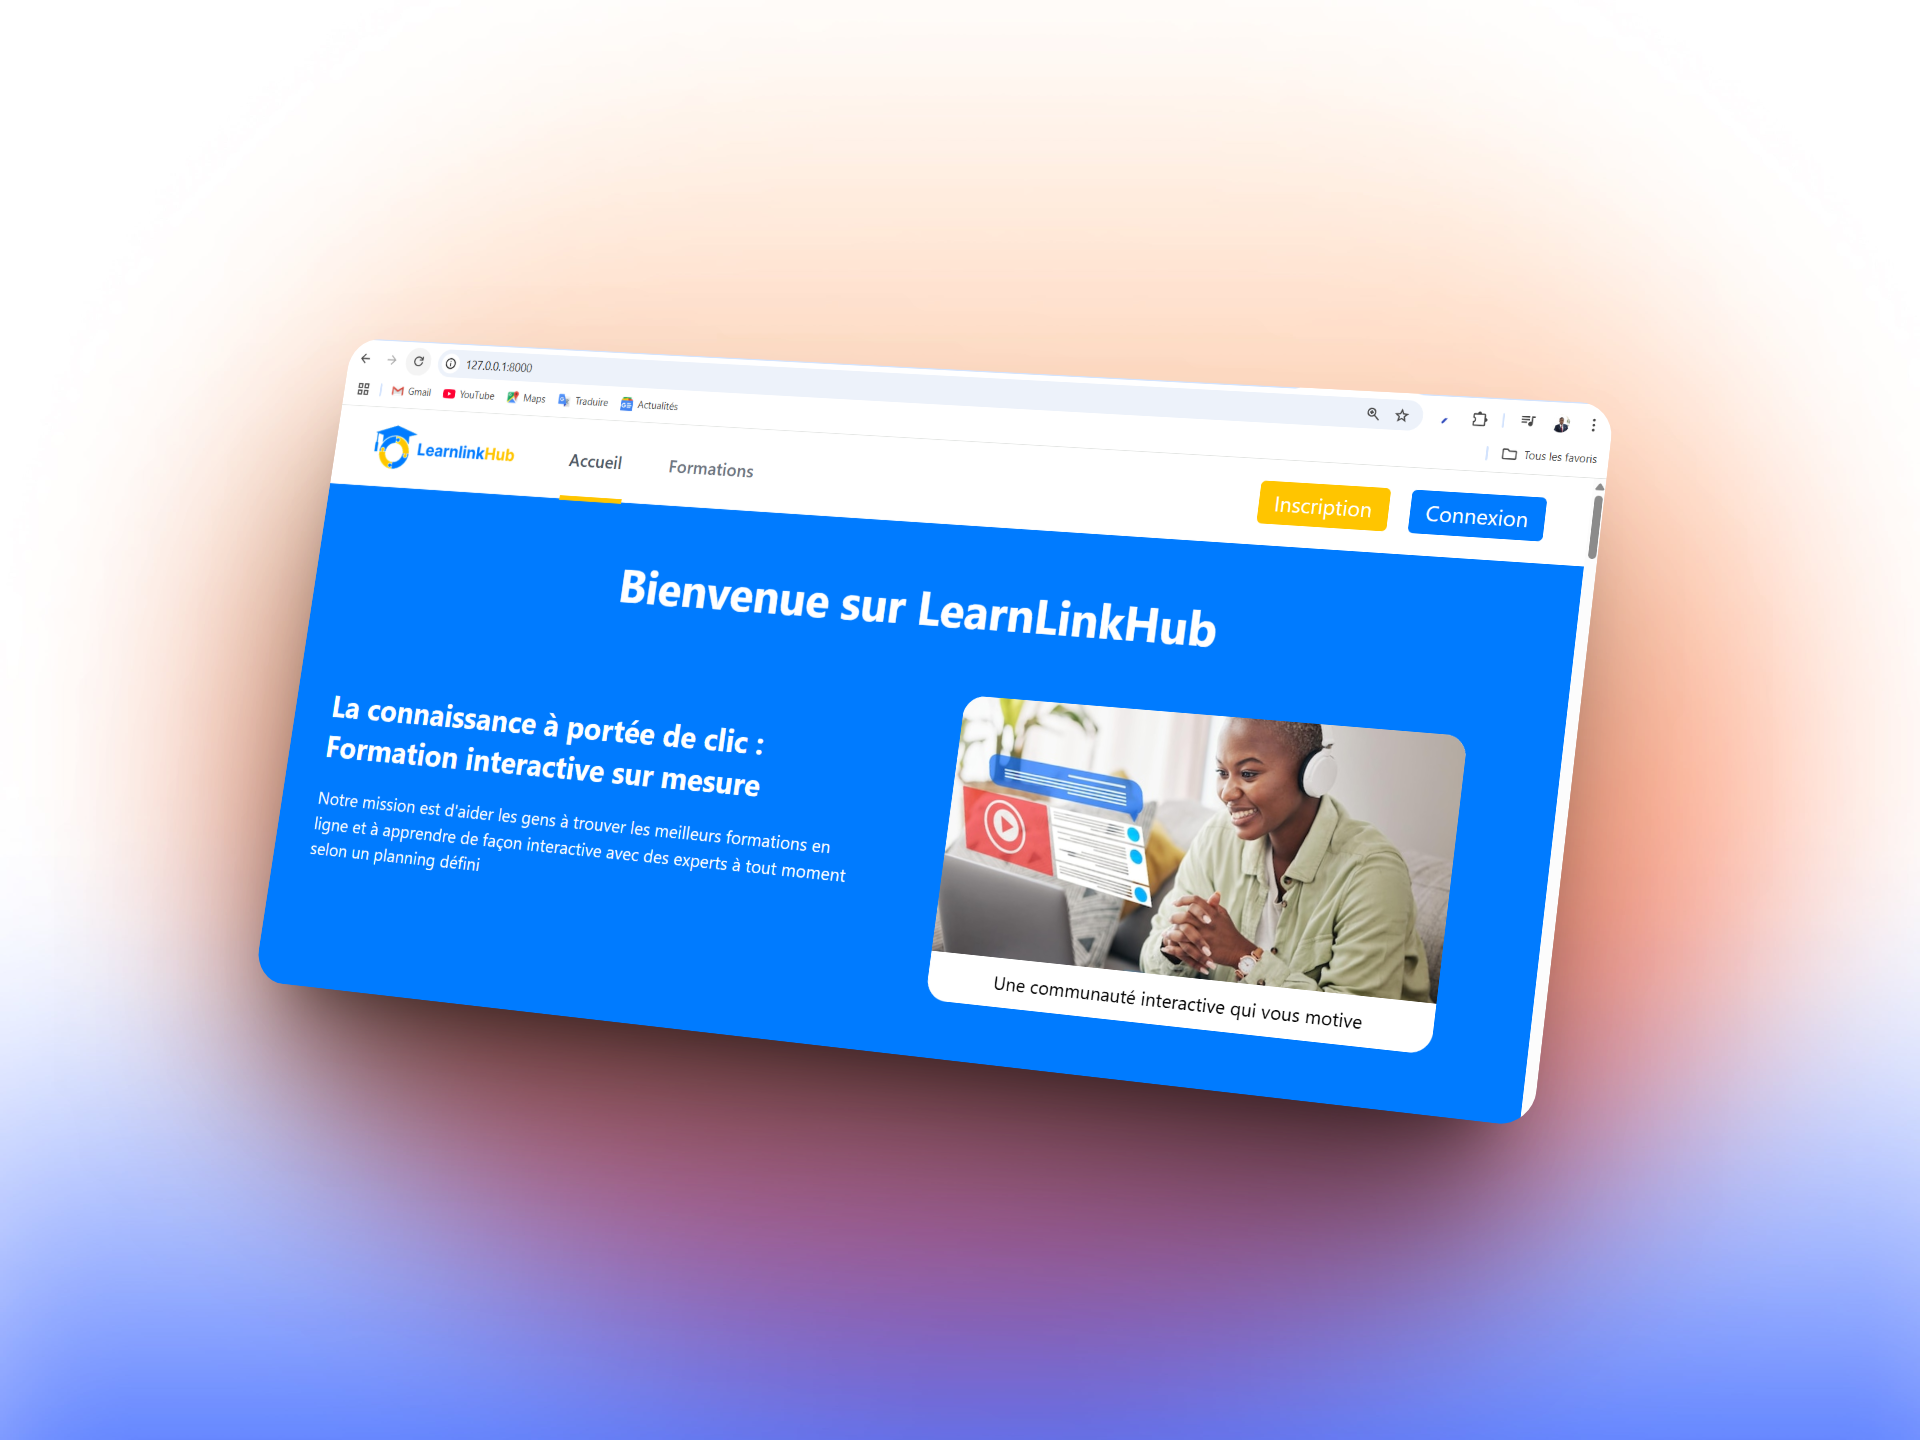 127.0.0.1:8000
Gmail YouTube Maps Traduire Actualités
Tous les favoris
LearnlinkHub Accueil Formations Inscription Connexion
Bienvenue sur LearnLinkHub
La connaissance à portée de clic :
Formation interactive sur mesure
Notre mission est d'aider les gens à trouver les meilleurs formations en
ligne et à apprendre de façon interactive avec des experts à tout moment
selon un planning défini
Une communauté interactive qui vous motive